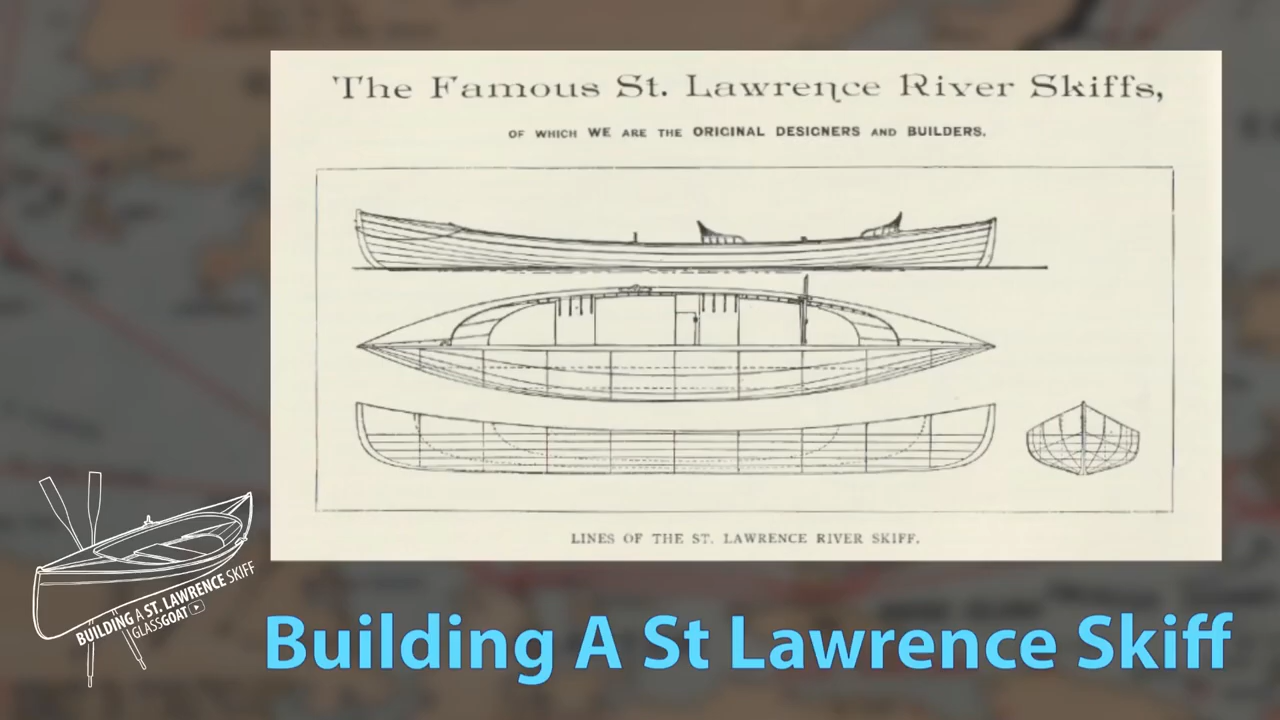 The Famous St. Lawrence River Skiffs,
OF WHICH WE ARE THE ORIGINAL DESIGNERS AND BUILDERS.
LINES OF THE ST. LAWRENCE RIVER SKIFF.
BUILDING A ST. LAWRENCE SKIFF
GLASSGOAT
Building A St Lawrence Skiff